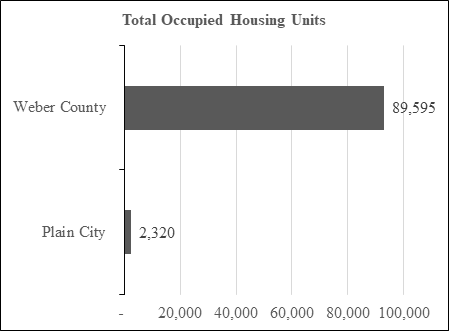 Total Occupied Housing Units
Weber County
89,595
Plain City
2,320
- 20,000 40,000 60,000 80,000 100,000